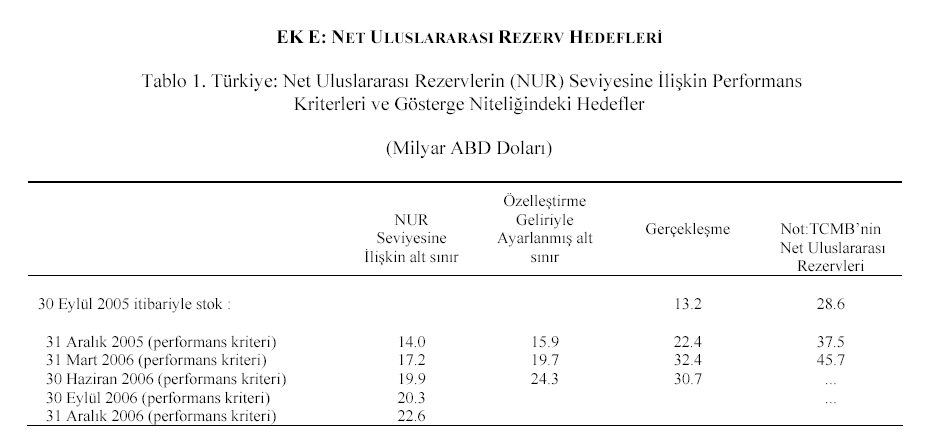 EK E: NET ULUSLARARASI REZERV HEDEFLERİ
Tablo 1. Türkiye: Net Uluslararası Rezervlerin (NUR) Seviyesine İlişkin Performans
Kriterleri ve Gösterge Niteliğindeki Hedefler
(Milyar ABD Doları)
NUR
Seviyesine
İlişkin alt sınır
Özelleştirme
Geliriyle
Ayarlanmış alt
sınır
Gerçekleşme
Not:TCMB’nin
Net Uluslararası
Rezervleri
30 Eylül 2005 itibariyle stok : 13.2 28.6
31 Aralık 2005 (performans kriteri) 14.0 15.9 22.4 37.5
31 Mart 2006 (performans kriteri) 17.2 19.7 32.4 45.7
30 Haziran 2006 (performans kriteri) 19.9 24.3 30.7 ...
30 Eylül 2006 (performans kriteri) 20.3 ...
31 Aralık 2006 (performans kriteri) 22.6